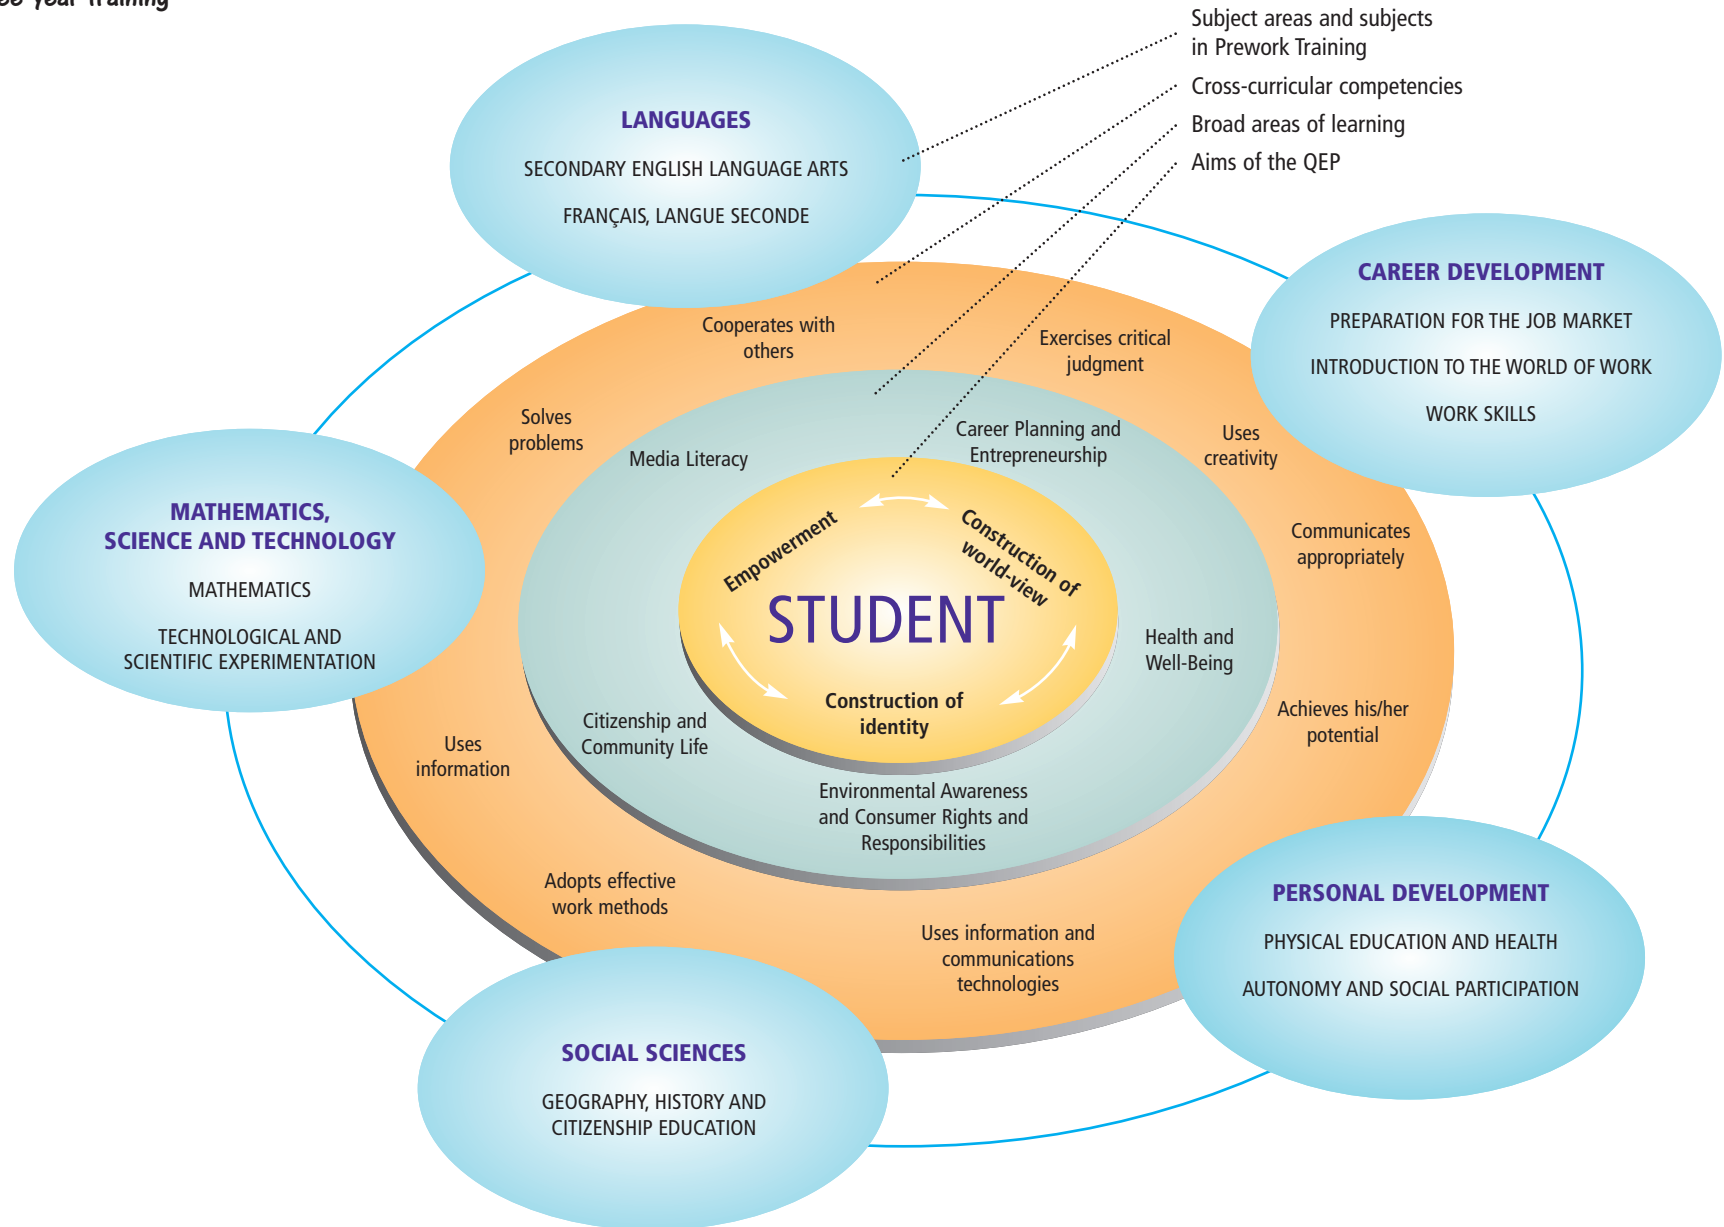 Year Training
Subject areas and subjects
in Prework Training
Cross-curricular competencies
Broad areas of learning
Aims of the QEP
LANGUAGES
SECONDARY ENGLISH LANGUAGE ARTS
FRANÇAIS, LANGUE SECONDE
CAREER DEVELOPMENT
PREPARATION FOR THE JOB MARKET
INTRODUCTION TO THE WORLD OF WORK
WORK SKILLS
Cooperates with
others
Exercises critical
judgment
Solves
problems
Uses
creativity
Media Literacy
Career Planning and
Entrepreneurship
MATHEMATICS,
SCIENCE AND TECHNOLOGY
MATHEMATICS
TECHNOLOGICAL AND
SCIENTIFIC EXPERIMENTATION
Empowerment
Construction of
world-view
STUDENT
Construction of
identity
Communicates
appropriately
Health and
Well-Being
Citizenship and
Community Life
Achieves his/her
potential
Uses
information
Environmental Awareness
and Consumer Rights and
Responsibilities
Adopts effective
work methods
Uses information and
communications
technologies
PERSONAL DEVELOPMENT
PHYSICAL EDUCATION AND HEALTH
AUTONOMY AND SOCIAL PARTICIPATION
SOCIAL SCIENCES
GEOGRAPHY, HISTORY AND
CITIZENSHIP EDUCATION